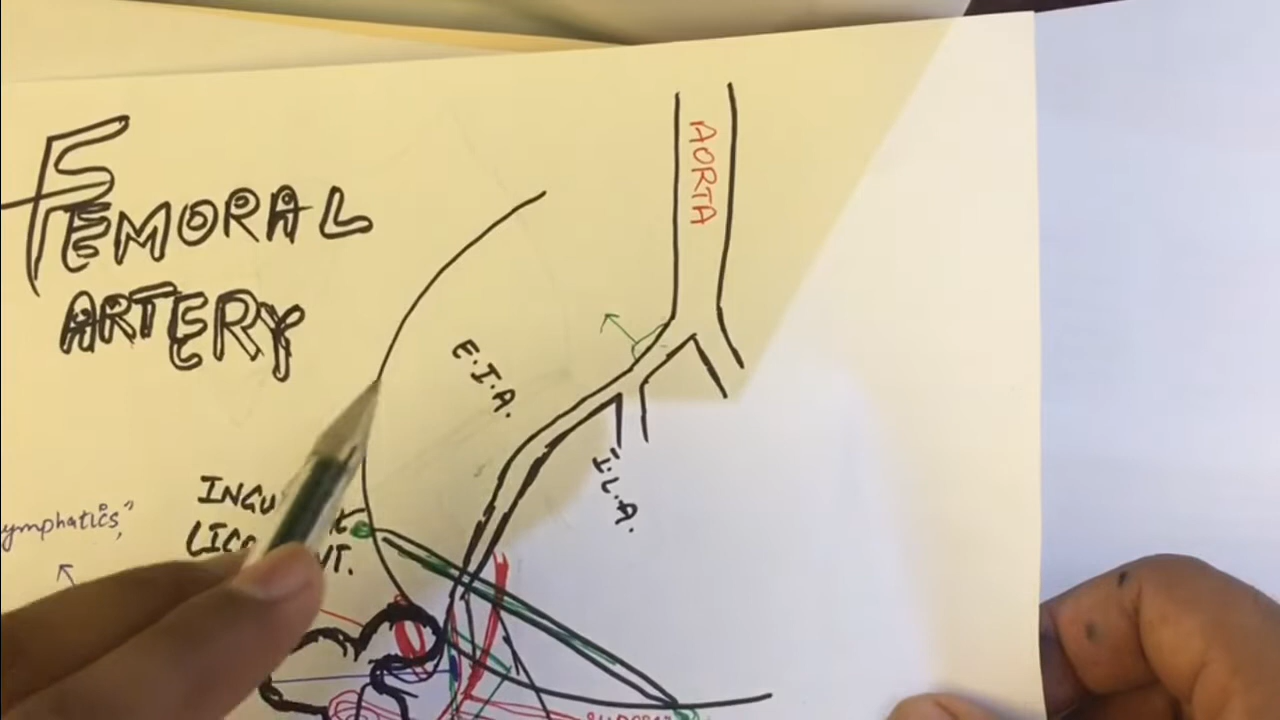 FEMORAL
ARTERY
AORTA
E.I.A.
I.L.A.
ymphatics,"